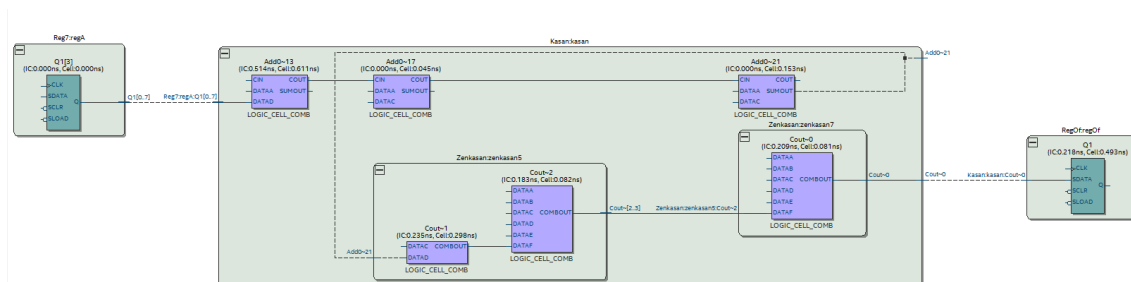 Reg7:regA
Q1[3]
(IC:0.000ns, Cell:0.000ns)
CLK
SDATA
SCLR
SLOAD
Q
Q1[0..7]
Reg7:regA:Q1[0..7]
Kasan:kasan
Add0~13
(IC:0.514ns, Cell:0.611ns)
CIN
DATAA
DATAD
COUT
SUMOUT
LOGIC_CELL_COMB
Add0~17
(IC:0.000ns, Cell:0.045ns)
CIN
DATAA
DATAC
COUT
SUMOUT
LOGIC_CELL_COMB
Add0~21
(IC:0.000ns, Cell:0.153ns)
CIN
DATAA
DATAC
COUT
SUMOUT
LOGIC_CELL_COMB
Add0~21
Zenkasan:zenkasan5
Cout~2
(IC:0.183ns, Cell:0.082ns)
DATAA
DATAB
DATAC
DATAD
DATAE
DATAF
COMBOUT
LOGIC_CELL_COMB
Cout~1
(IC:0.235ns, Cell:0.298ns)
DATAC
DATAD
COMBOUT
LOGIC_CELL_COMB
Add0~21
Cout~[2..3]
Zenkasan:zenkasan5:Cout~2
Zenkasan:zenkasan7
Cout~0
(IC:0.209ns, Cell:0.081ns)
DATAA
DATAB
DATAC
DATAD
DATAE
DATAF
COMBOUT
LOGIC_CELL_COMB
Cout~0
Cout~0
Kasan:kasan:Cout~0
RegOf:regOf
Q1
(IC:0.218ns, Cell:0.493ns)
CLK
SDATA
SCLR
SLOAD
Q